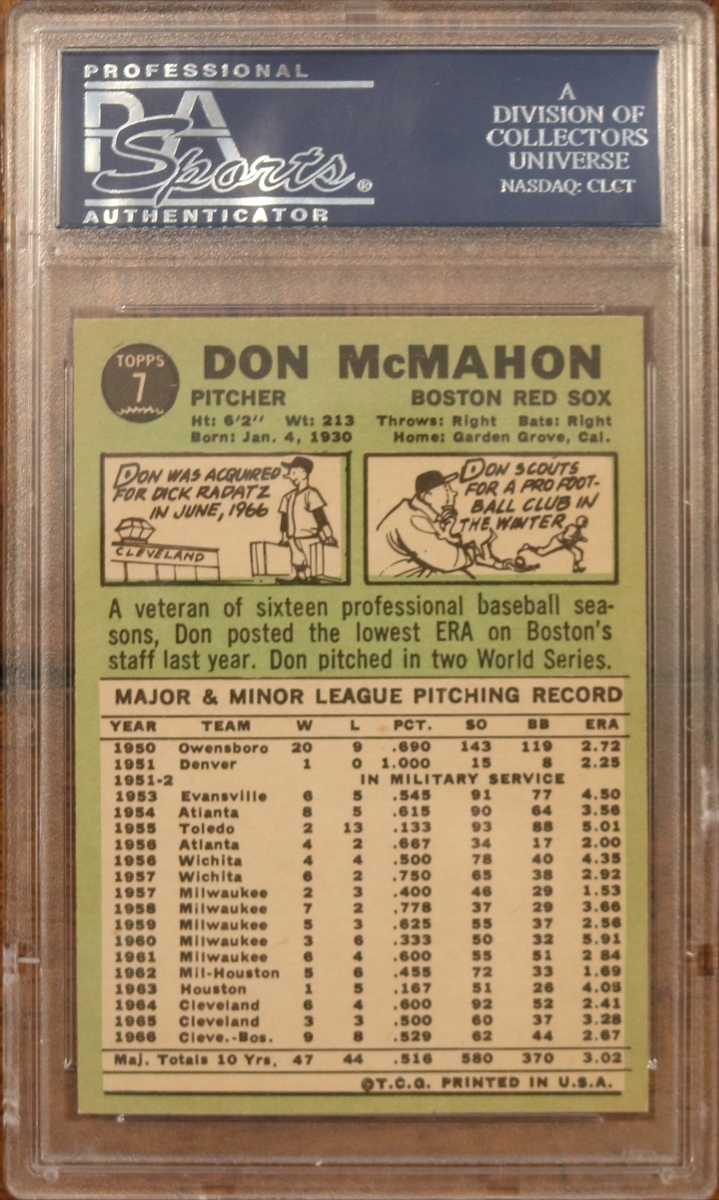 PROFESSIONAL
PSA
Sports®
AUTHENTICATOR
A
DIVISION OF
COLLECTORS
UNIVERSE
NASDAQ: CLCT
TOPPS
7
DON McMAHON
PITCHER BOSTON RED SOX
Ht: 6'2'' Wt: 213 Throws: Right Bats: Right
Born: Jan. 4, 1930 Home: Garden Grove, Cal.
DON WAS ACQUIRED
FOR DICK RADATZ
IN JUNE, 1966
CLEVELAND
DON SCOUTS
FOR A PRO FOOT-
BALL CLUB IN
THE WINTER
A veteran of sixteen professional baseball sea-
sons, Don posted the lowest ERA on Boston's
staff last year. Don pitched in two World Series.
MAJOR & MINOR LEAGUE PITCHING RECORD
YEAR TEAM W L PCT. SO BB ERA
1950 Owensboro 20 9 .690 143 119 2.72
1951 Denver 1 0 1.000 15 8 2.25
1951-2 IN MILITARY SERVICE
1953 Evansville 6 5 .545 91 77 4.50
1954 Atlanta 8 5 .615 90 64 3.56
1955 Toledo 2 13 .133 93 88 5.01
1956 Atlanta 4 2 .667 34 17 2.00
1956 Wichita 4 4 .500 78 40 4.35
1957 Wichita 6 2 .750 65 38 2.92
1957 Milwaukee 2 3 .400 46 29 1.53
1958 Milwaukee 7 2 .778 37 29 3.66
1959 Milwaukee 5 3 .625 55 37 2.56
1960 Milwaukee 3 6 .333 50 32 5.91
1961 Milwaukee 6 4 .600 55 51 2 84
1962 Mil-Houston 5 6 .455 72 33 1.69
1963 Houston 1 5 .167 51 26 4.05
1964 Cleveland 6 4 .600 92 52 2.41
1965 Cleveland 3 3 .500 60 37 3.28
1966 Cleve.-Bos. 9 8 .529 62 44 2.67
Maj. Totals 10 Yrs. 47 44 .516 580 370 3.02
©T.C.G. PRINTED IN U.S.A.